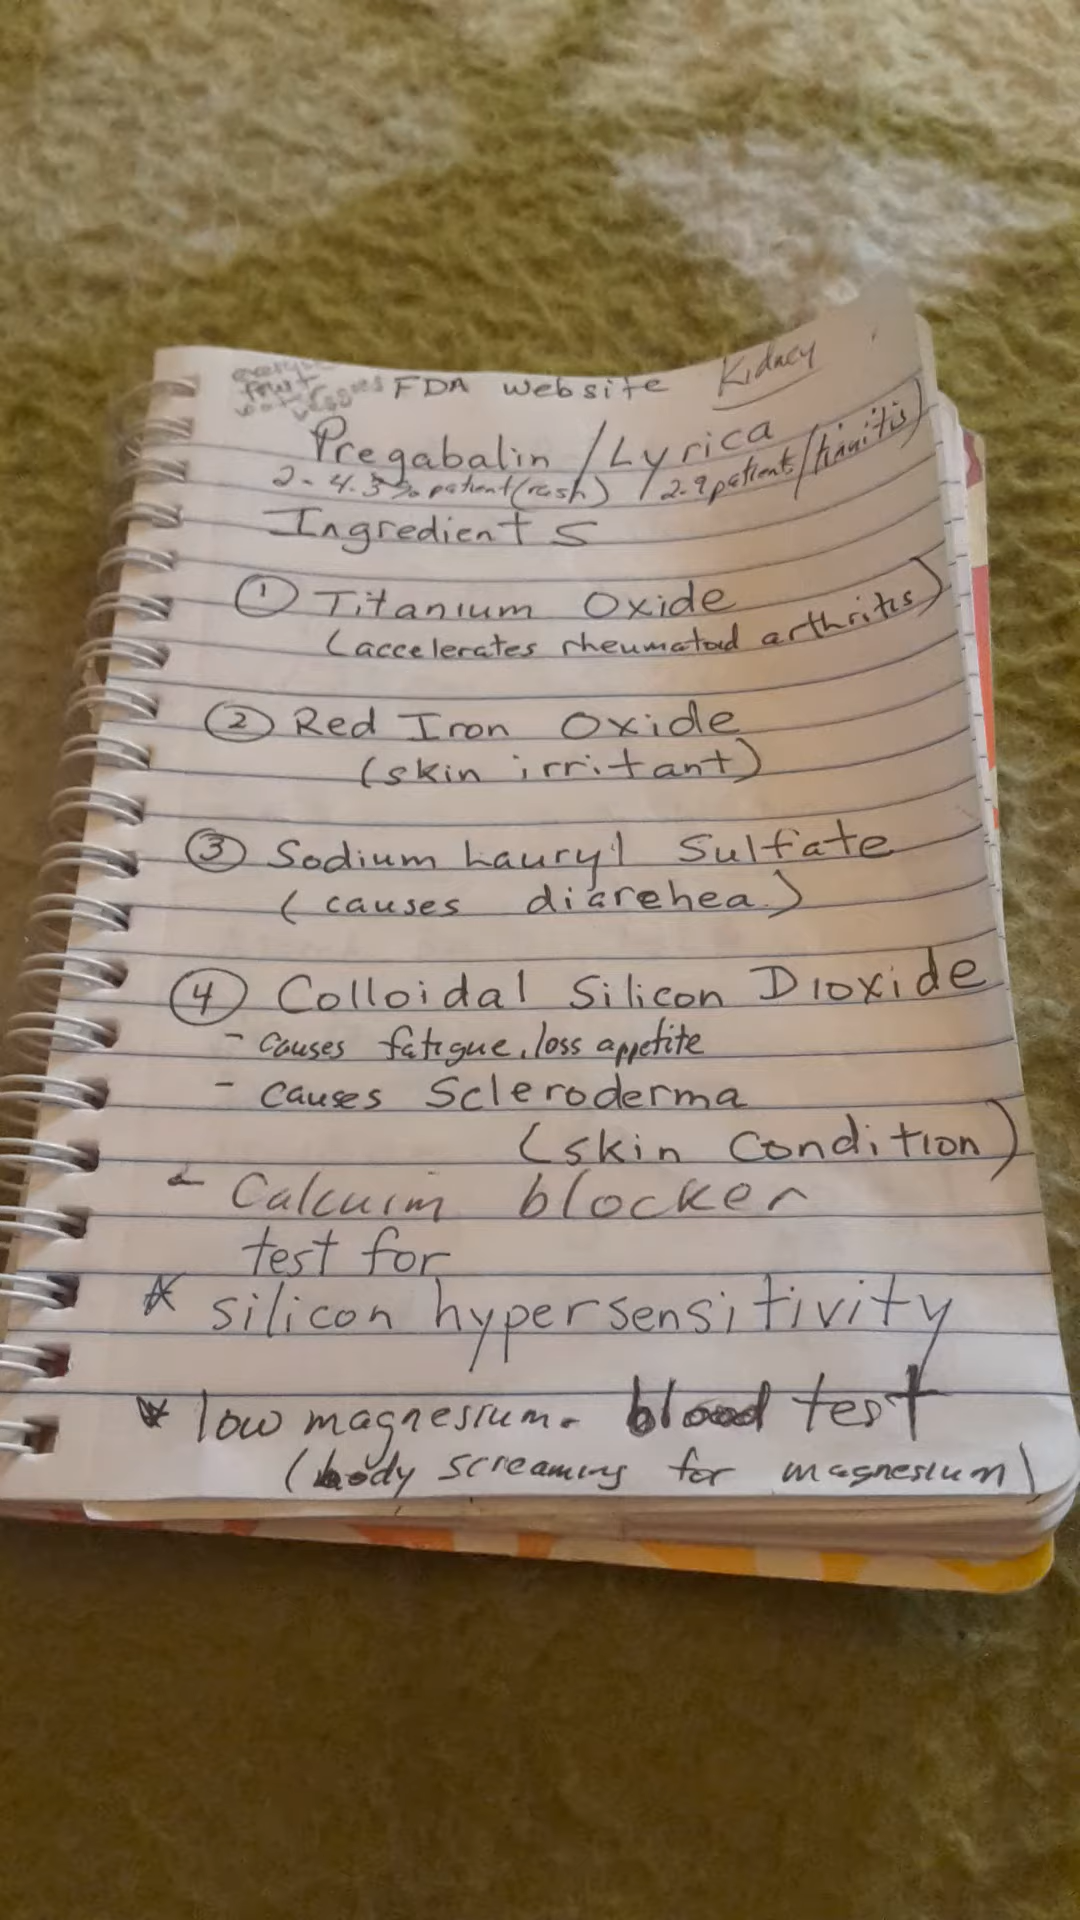 FDA website Kidney
Pregabalin / Lyrica
2-4.3% patient (rash) / 2-9 patients/tinnitis)
Ingredients
① Titanium Oxide
(accelerates rheumatoid arthritis)
② Red Iron Oxide
(skin irritant)
③ Sodium Lauryl Sulfate
(causes diarehea.)
④ Colloidal Silicon Dioxide
- causes fatigue, loss appetite
- causes Scleroderma
(skin condition)
- Calcuim blocker
test for
* silicon hypersensitivity
* low magnesium. blood test
(body screaming for magnesium)